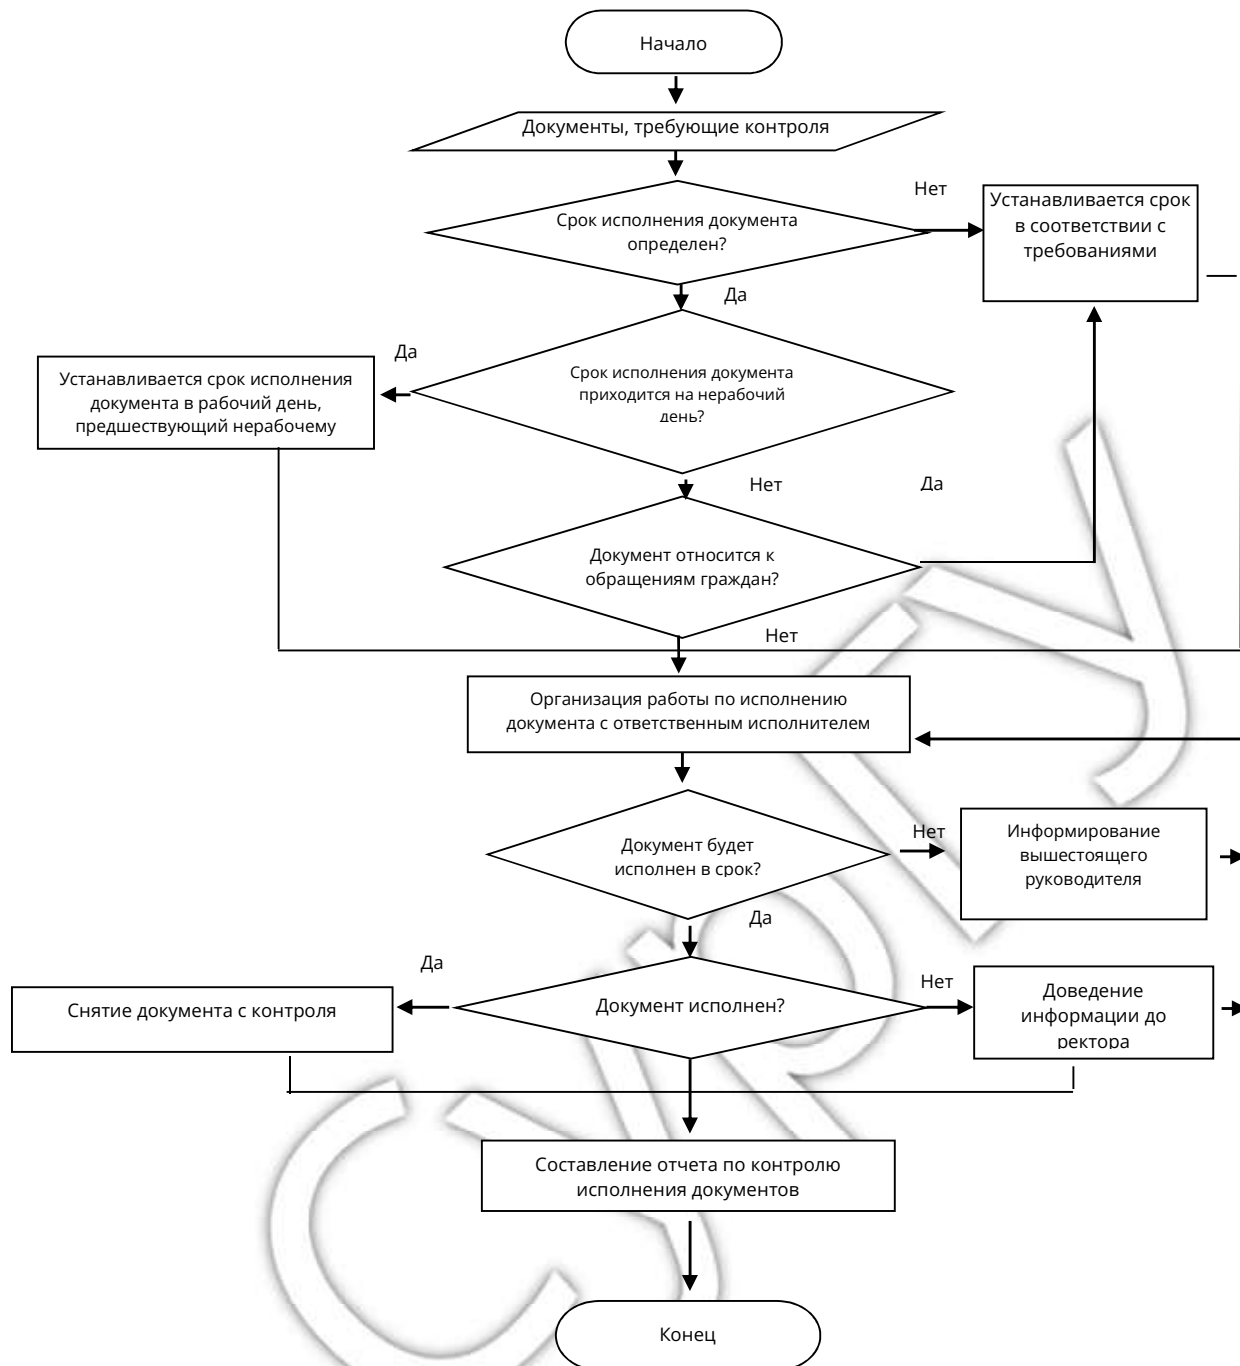 Начало
Документы, требующие контроля
Нет
Срок исполнения документа
определен?
Устанавливается срок
в соответствии с
требованиями
Да
Да
Устанавливается срок исполнения
документа в рабочий день,
предшествующий нерабочему
Срок исполнения документа
приходится на нерабочий
день?
Нет
Да
Документ относится к
обращениям граждан?
Нет
Организация работы по исполнению
документа с ответственным исполнителем
Документ будет
исполнен в срок?
Нет
Информирование
вышестоящего
руководителя
Да
Да
Снятие документа с контроля
Документ исполнен?
Нет
Доведение
информации до
ректора
Составление отчета по контролю
исполнения документов
Конец